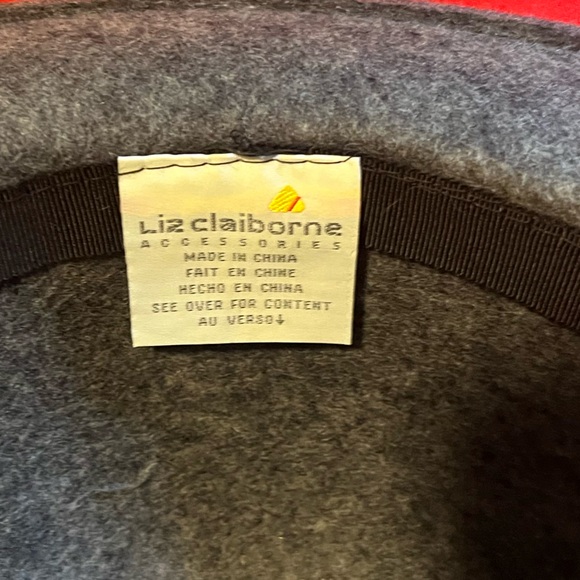 Liz claiborne
ACCESSORIES
MADE IN CHINA
FAIT EN CHINE
HECHO EN CHINA
SEE OVER FOR CONTENT
AU VERSO↓